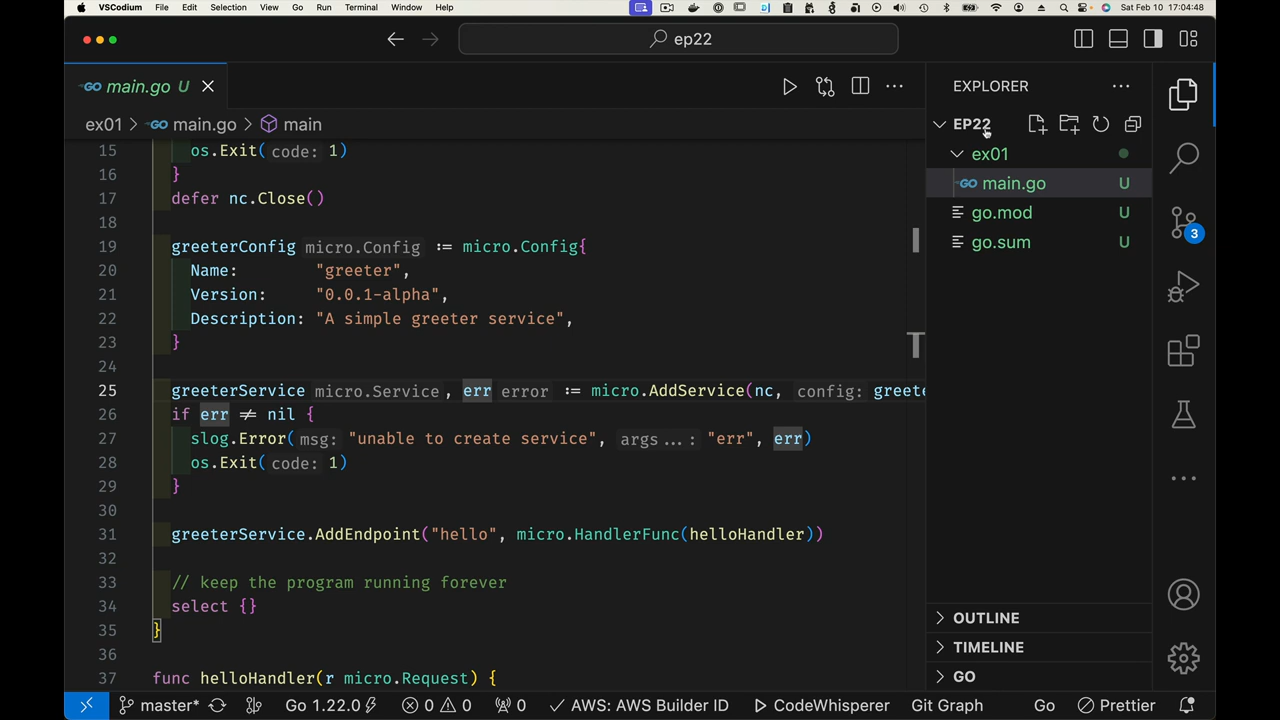 VSCodium File Edit Selection View Go Run Terminal Window Help Sat Feb 10 17:04:48
ep22
main.go U
EXPLORER
ex01 > main.go > main
EP22
ex01
main.go U
go.mod U
go.sum U
3
15 os.Exit( code: 1)
16 }
17 defer nc.Close()
18
19 greeterConfig micro.Config := micro.Config{
20 Name: "greeter",
21 Version: "0.0.1-alpha",
22 Description: "A simple greeter service",
23 }
24
25 greeterService micro.Service , err error := micro.AddService(nc, config: greete
26 if err ≠ nil {
27 slog.Error( msg: "unable to create service", args...: "err", err)
28 os.Exit( code: 1)
29 }
30
31 greeterService.AddEndpoint("hello", micro.HandlerFunc(helloHandler))
32
33 // keep the program running forever
34 select {}
35 }
36
37 func helloHandler(r micro.Request) {
OUTLINE
TIMELINE
GO
master* Go 1.22.0 0 0 0 AWS: AWS Builder ID CodeWhisperer Git Graph Go Prettier